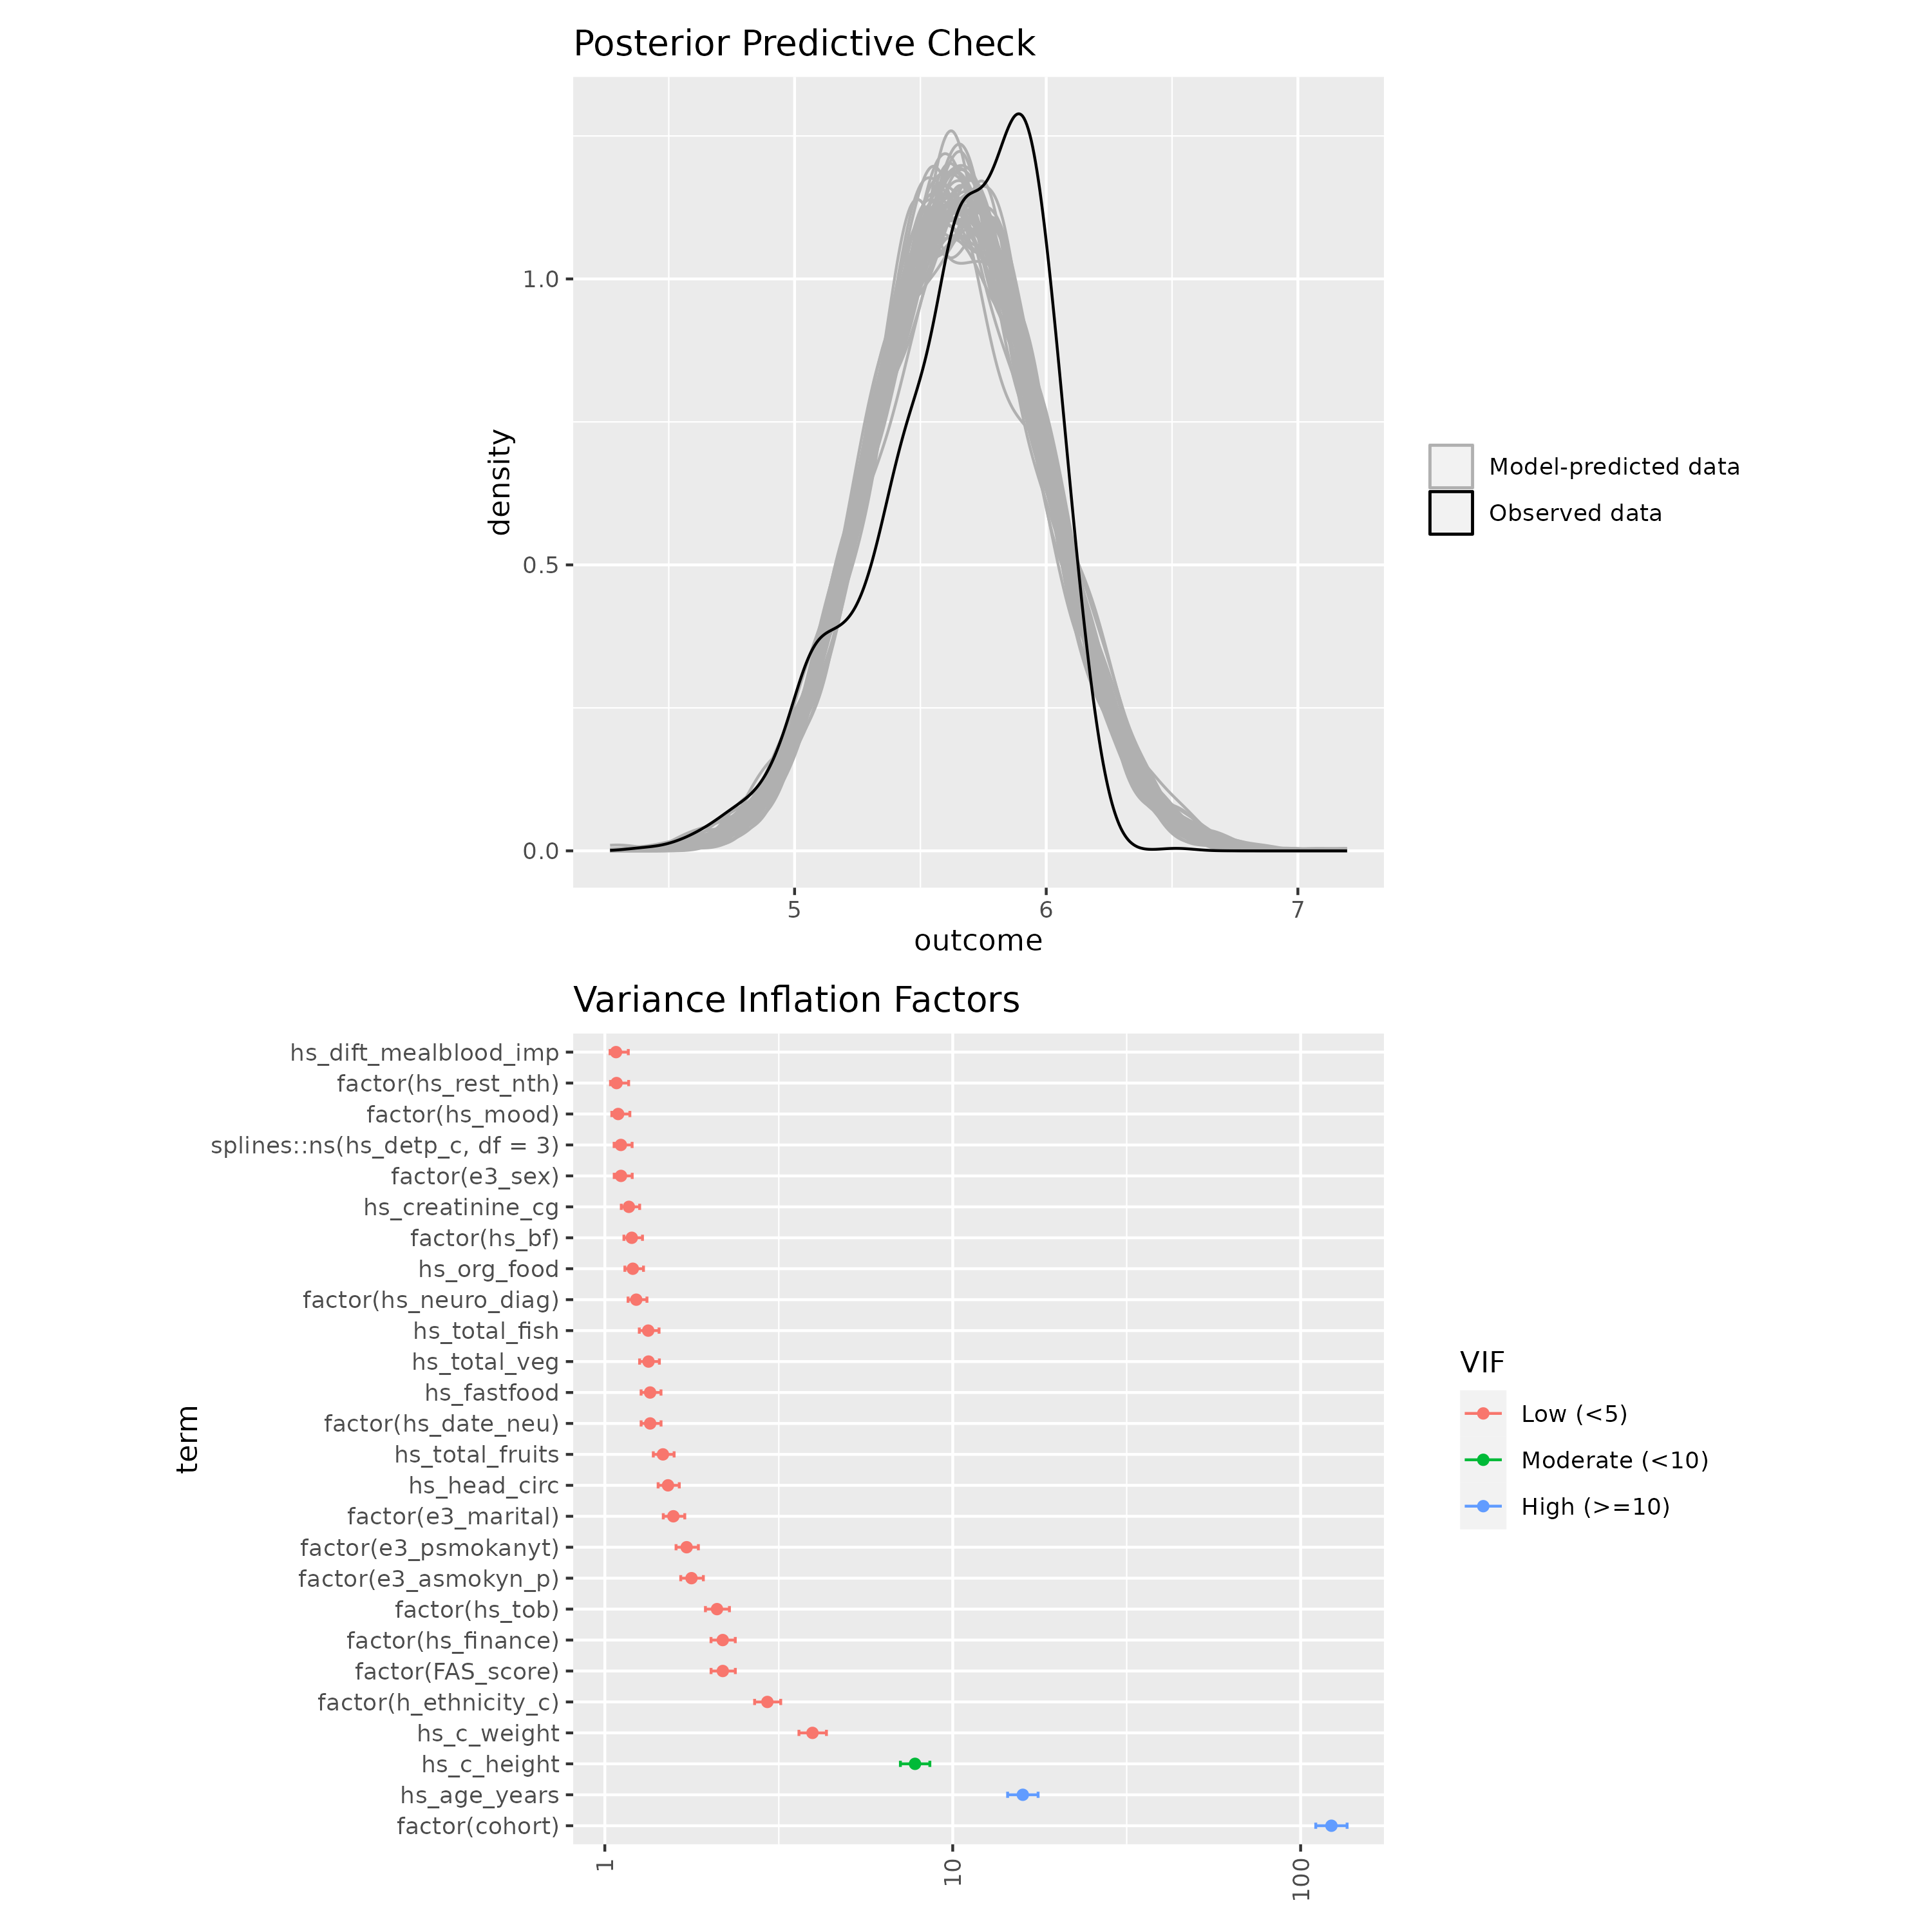 Posterior Predictive Check
density
1.0
0.5
0.0
5 6 7
outcome
Model-predicted data
Observed data
Variance Inflation Factors
term
hs_dift_mealblood_imp
factor(hs_rest_nth)
factor(hs_mood)
splines::ns(hs_detp_c, df = 3)
factor(e3_sex)
hs_creatinine_cg
factor(hs_bf)
hs_org_food
factor(hs_neuro_diag)
hs_total_fish
hs_total_veg
hs_fastfood
factor(hs_date_neu)
hs_total_fruits
hs_head_circ
factor(e3_marital)
factor(e3_psmokanyt)
factor(e3_asmokyn_p)
factor(hs_tob)
factor(hs_finance)
factor(FAS_score)
factor(h_ethnicity_c)
hs_c_weight
hs_c_height
hs_age_years
factor(cohort)
1 10 100
VIF
Low (<5)
Moderate (<10)
High (>=10)